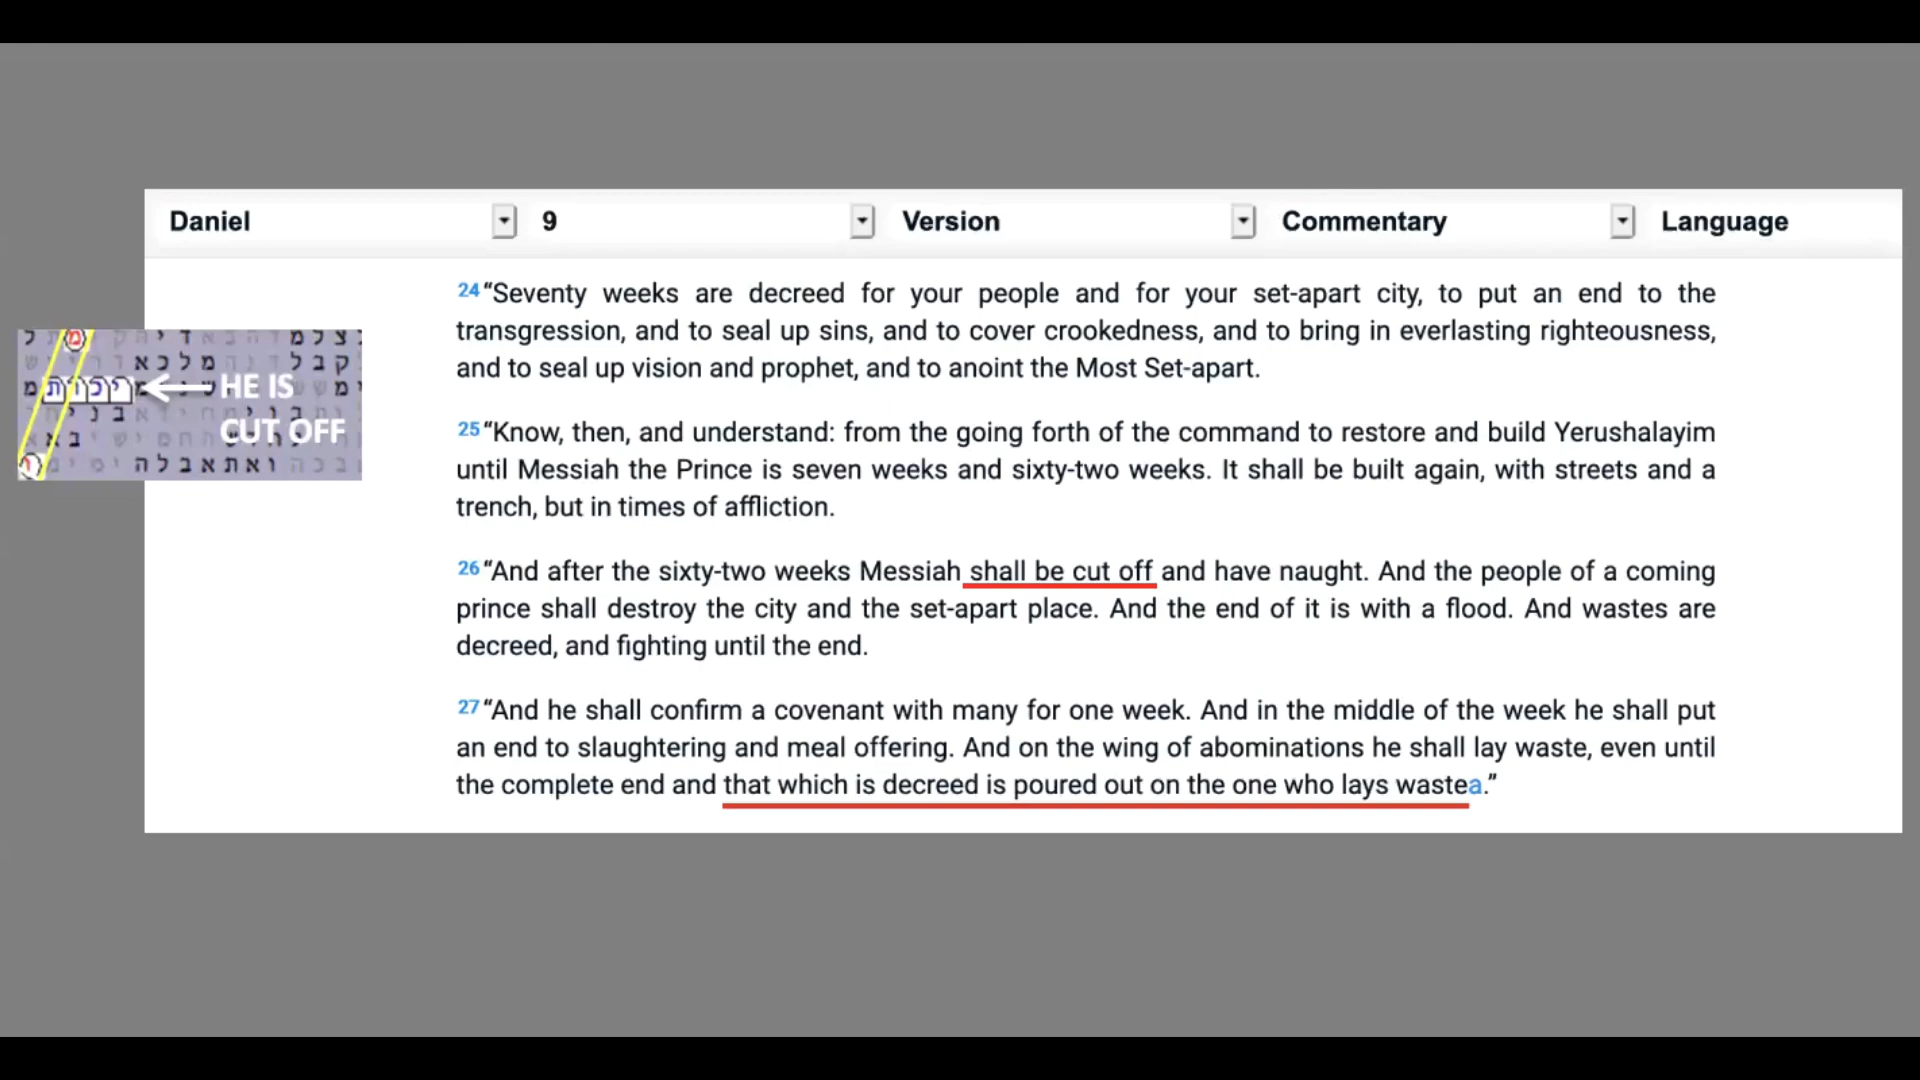 Daniel 9 Version Commentary Language
24 “Seventy weeks are decreed for your people and for your set-apart city, to put an end to the
transgression, and to seal up sins, and to cover crookedness, and to bring in everlasting righteousness,
and to seal up vision and prophet, and to anoint the Most Set-apart.
25 “Know, then, and understand: from the going forth of the command to restore and build Yerushalayim
until Messiah the Prince is seven weeks and sixty-two weeks. It shall be built again, with streets and a
trench, but in times of affliction.
26 “And after the sixty-two weeks Messiah shall be cut off and have naught. And the people of a coming
prince shall destroy the city and the set-apart place. And the end of it is with a flood. And wastes are
decreed, and fighting until the end.
27 “And he shall confirm a covenant with many for one week. And in the middle of the week he shall put
an end to slaughtering and meal offering. And on the wing of abominations he shall lay waste, even until
the complete end and that which is decreed is poured out on the one who lays wastea.”
יכרת
HE IS
CUT OFF